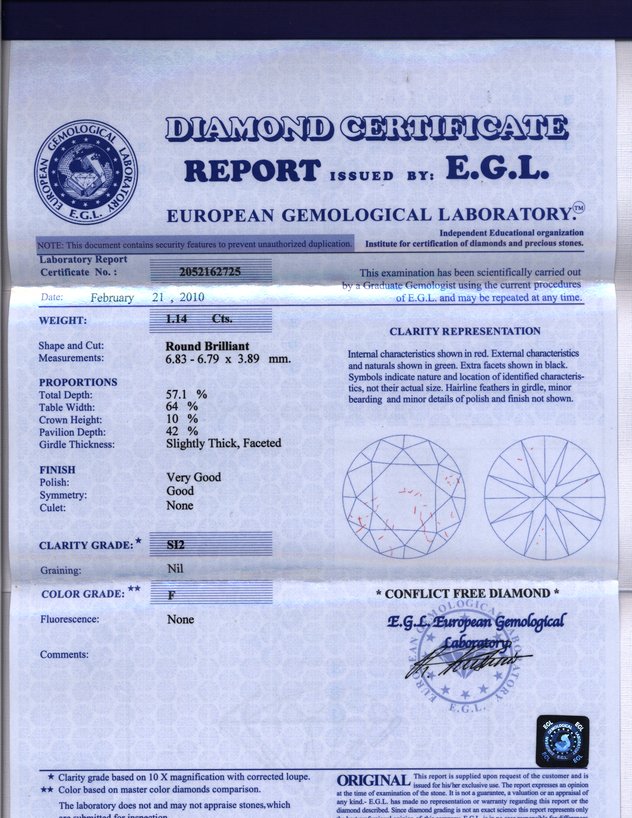 EUROPEAN GEMOLOGICAL LABORATORY
E.G.L.
DIAMOND CERTIFICATE
REPORT ISSUED BY: E.G.L.
EUROPEAN GEMOLOGICAL LABORATORY.™
Independent Educational organization
Institute for certification of diamonds and precious stones.
NOTE: This document contains security features to prevent unauthorized duplication.
Laboratory Report
Certificate No. : 2052162725
This examination has been scientifically carried out
by a Graduate Gemologist using the current procedures
of E.G.L. and may be repeated at any time.
Date: February 21 , 2010
WEIGHT: 1.14 Cts.
Shape and Cut: Round Brilliant
Measurements: 6.83 - 6.79 x 3.89 mm.
PROPORTIONS
Total Depth: 57.1 %
Table Width: 64 %
Crown Height: 10 %
Pavilion Depth: 42 %
Girdle Thickness: Slightly Thick, Faceted
FINISH
Polish: Very Good
Symmetry: Good
Culet: None
CLARITY GRADE: ★ SI2
Graining: Nil
COLOR GRADE: ★★ F
Fluorescence: None
Comments:
CLARITY REPRESENTATION
Internal characteristics shown in red. External characteristics
and naturals shown in green. Extra facets shown in black.
Symbols indicate nature and location of identified characteris-
tics, not their actual size. Hairline feathers in girdle, minor
bearding and minor details of polish and finish not shown.
* CONFLICT FREE DIAMOND *
E.G.L. European Gemological
Laboratory
EUROPEAN GEMOLOGICAL LABORATORY
E.G.L.
EGL EGL
E.G.L.
★ Clarity grade based on 10 X magnification with corrected loupe.
★★ Color based on master color diamonds comparison.
The laboratory does not and may not appraise stones, which
are submitted for inspection.
ORIGINAL This report is supplied upon request of the customer and is
issued for his/her exclusive use. The report expresses an opinion
at the time of examination of the stone. It is not a guarantee, a valuation or an appraisal of
any kind.- E.G.L. has made no representation or warranty regarding this report or the
diamond described. Since diamond grading is not an exact science this report represents only